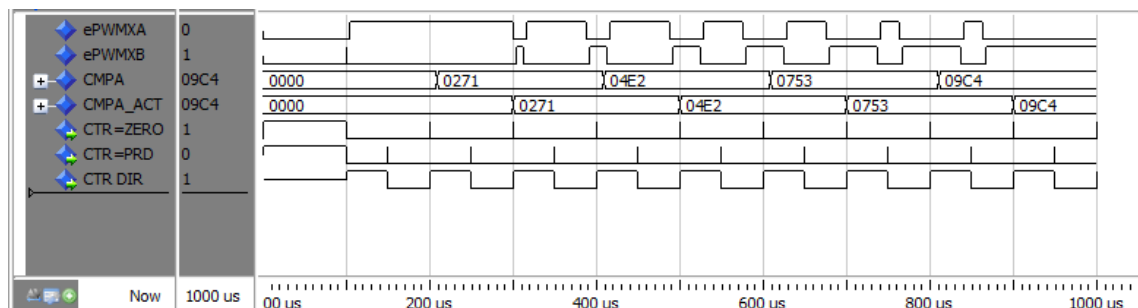 ePWMXA 0
ePWMXB 1
CMPA 09C4 0000 0271 04E2 0753 09C4
CMPA_ACT 09C4 0000 0271 04E2 0753 09C4
CTR=ZERO 1
CTR=PRD 0
CTR DIR 1
Now 1000 us 00 us 200 us 400 us 600 us 800 us 1000 us